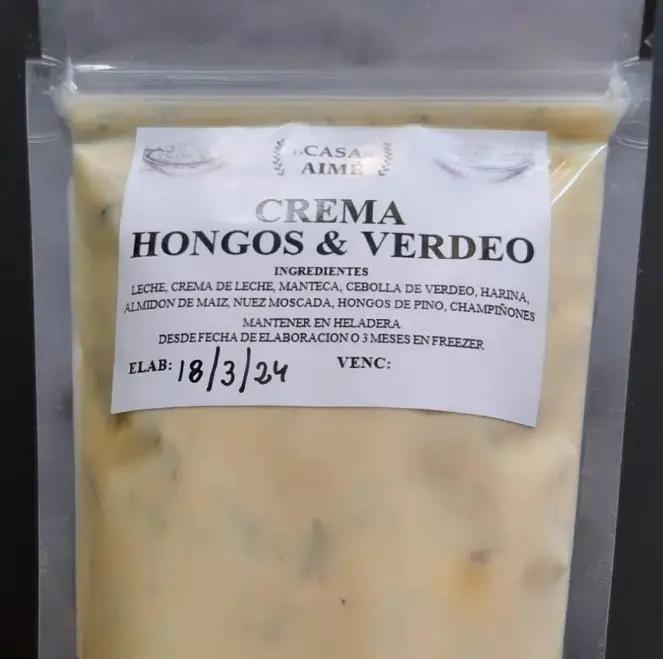 CASA
AIMÉ
CREMA
HONGOS & VERDEO
INGREDIENTES
LECHE, CREMA DE LECHE, MANTECA, CEBOLLA DE VERDEO, HARINA,
ALMIDON DE MAIZ, NUEZ MOSCADA, HONGOS DE PINO, CHAMPIÑONES
MANTENER EN HELADERA
DESDE FECHA DE ELABORACION O 3 MESES EN FREEZER
ELAB: 18/3/24 VENC: